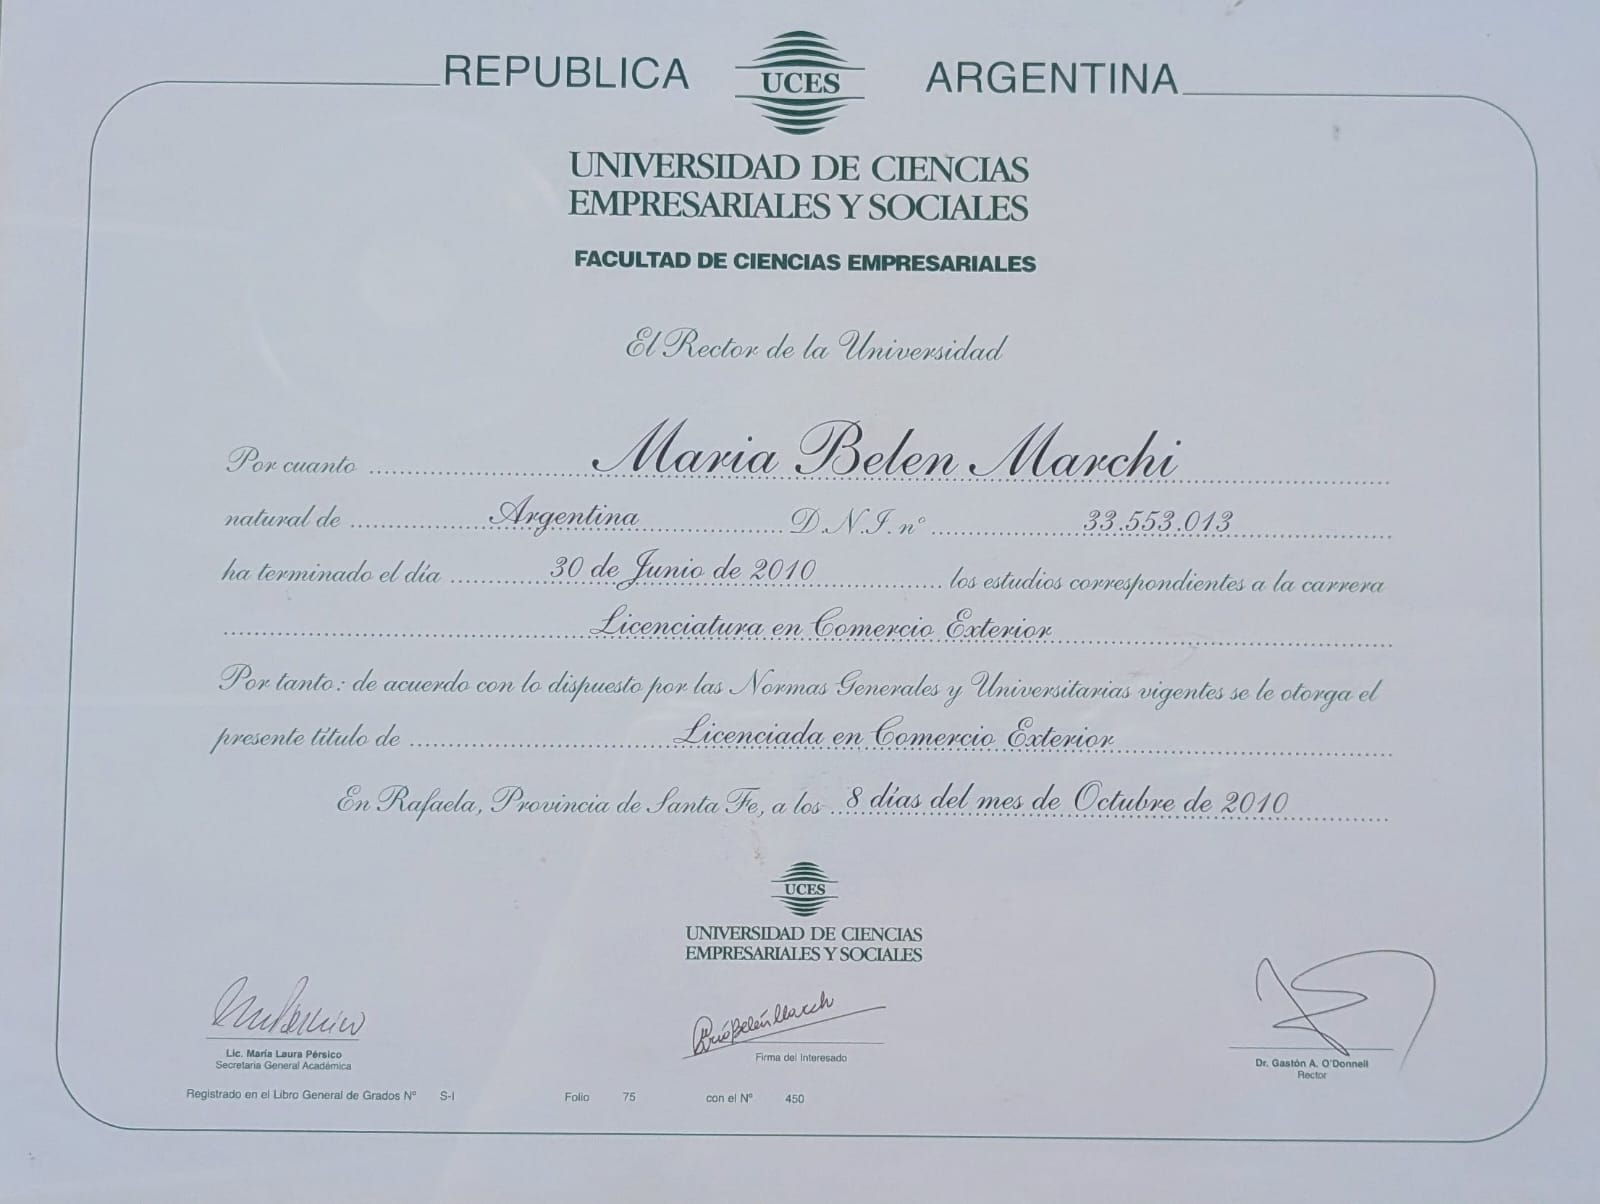 REPUBLICA UCES ARGENTINA
UNIVERSIDAD DE CIENCIAS
EMPRESARIALES Y SOCIALES
FACULTAD DE CIENCIAS EMPRESARIALES
El Rector de la Universidad
Por cuanto Maria Belen Marchi
natural de Argentina D.N.I. nº 33.553.013
ha terminado el día 30 de Junio de 2010 los estudios correspondientes a la carrera
Licenciatura en Comercio Exterior
Por tanto: de acuerdo con lo dispuesto por las Normas Generales y Universitarias vigentes se le otorga el
presente título de Licenciada en Comercio Exterior
En Rafaela, Provincia de Santa Fe, a los 8 días del mes de Octubre de 2010
UCES
UNIVERSIDAD DE CIENCIAS
EMPRESARIALES Y SOCIALES
Belén March
Lic. María Laura Pérsico
Secretaria General Académica
Firma del Interesado
Dr. Gastón A. O'Donnell
Rector
Registrado en el Libro General de Grados Nº S-I Folio 75 con el Nº 450